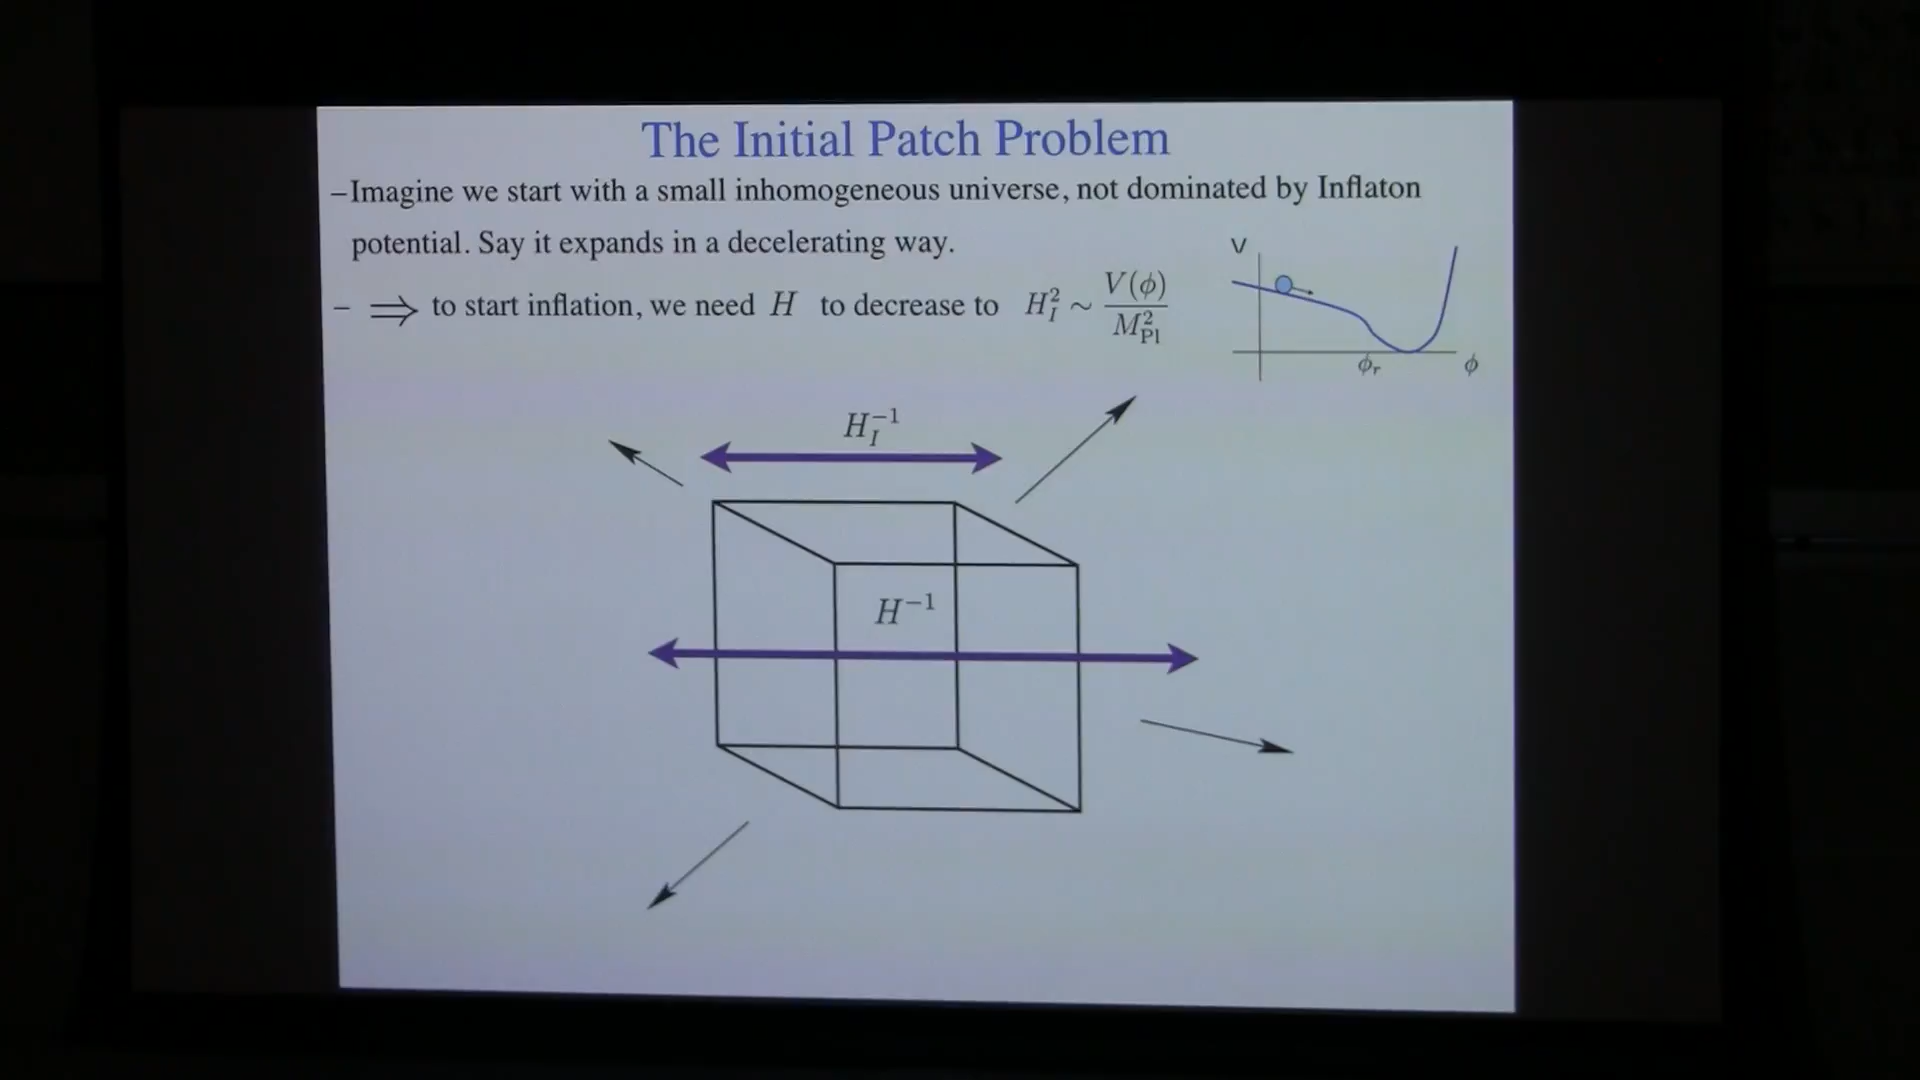 The Initial Patch Problem
–Imagine we start with a small inhomogeneous universe, not dominated by Inflaton
potential. Say it expands in a decelerating way.
– ⟹ to start inflation, we need H to decrease to H_I^2 ∼ V(ϕ)/M_Pl^2
V
ϕ_r
ϕ
H_I^{-1}
H^{-1}